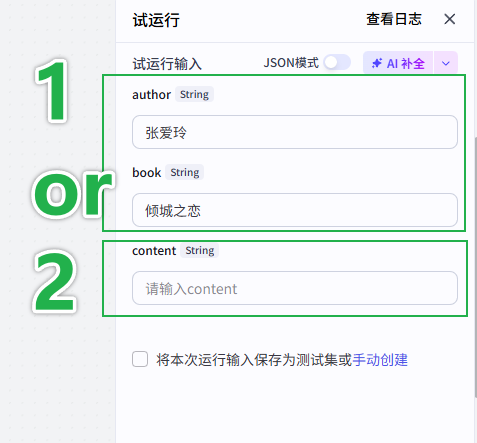 试运行
查看日志
试运行输入
JSON模式
AI 补全
1
or
2
author String
张爱玲
book String
倾城之恋
content String
请输入content
将本次运行输入保存为测试集或手动创建